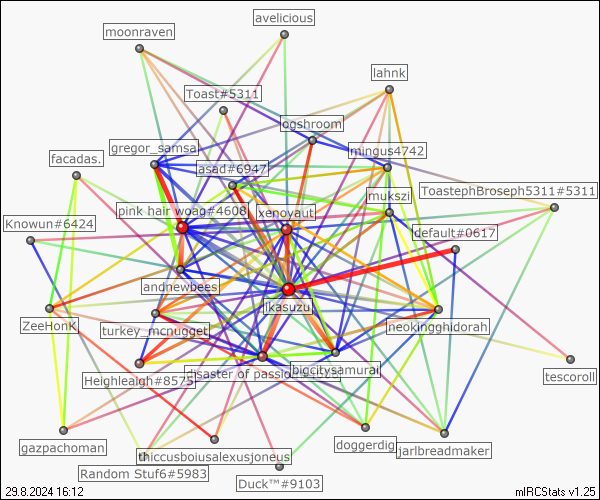 avelicious
moonraven
lahnk
Toast#5311
ogshroom
gregor_samsa
mingus4742
facadas.
asad#6947
ToastephBroseph5311#5311
mukszi
pink hair woag#4608
xenovaut
Knowun#6424
!default#0617
andnewbees
!kasuzu
ZeeHonK
turkey_mcnugget
neokingghidorah
Heighleaigh#8575
disaster of passion
bigcitysamurai
gazpachoman
doggerdig
jarlbreadmaker
tescoroll
thiccusboiusalexusjoneus
Random Stuf6#5983
Duck™#9103
29.8.2024 16:12
mIRCStats v1.25